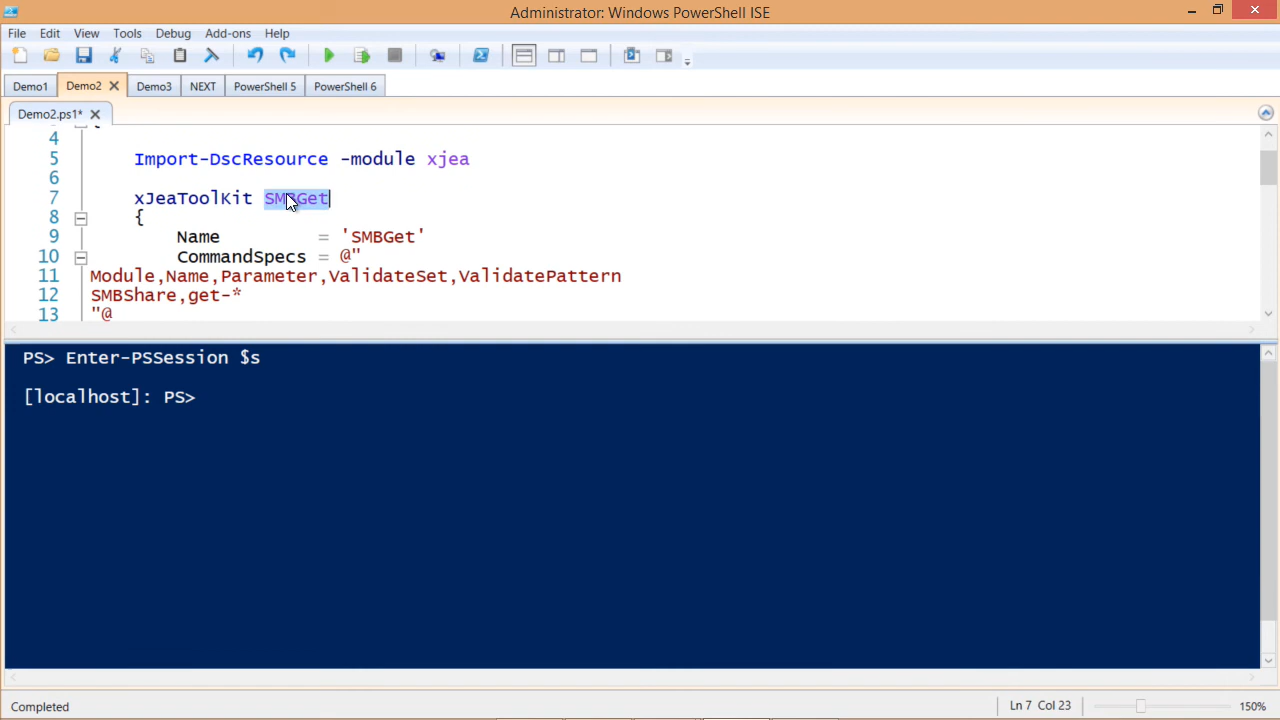 Administrator: Windows PowerShell ISE
File Edit View Tools Debug Add-ons Help
Demo1 Demo2 Demo3 NEXT PowerShell 5 PowerShell 6
Demo2.ps1*
4
5 Import-DscResource -module xjea
6
7 xJeaToolKit SMBGet
8 {
9 Name = 'SMBGet'
10 CommandSpecs = @"
11 Module,Name,Parameter,ValidateSet,ValidatePattern
12 SMBShare,get-*
13 "@
PS> Enter-PSSession $s
[localhost]: PS>
Completed Ln 7 Col 23 150%